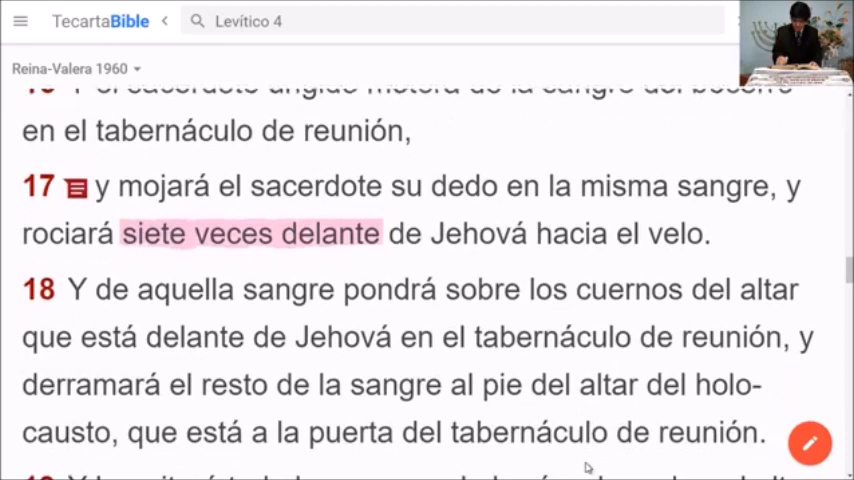 TecartaBible
Levítico 4
Reina-Valera 1960
en el tabernáculo de reunión,
17 y mojará el sacerdote su dedo en la misma sangre, y
rociará siete veces delante de Jehová hacia el velo.
18 Y de aquella sangre pondrá sobre los cuernos del altar
que está delante de Jehová en el tabernáculo de reunión, y
derramará el resto de la sangre al pie del altar del holo-
causto, que está a la puerta del tabernáculo de reunión.